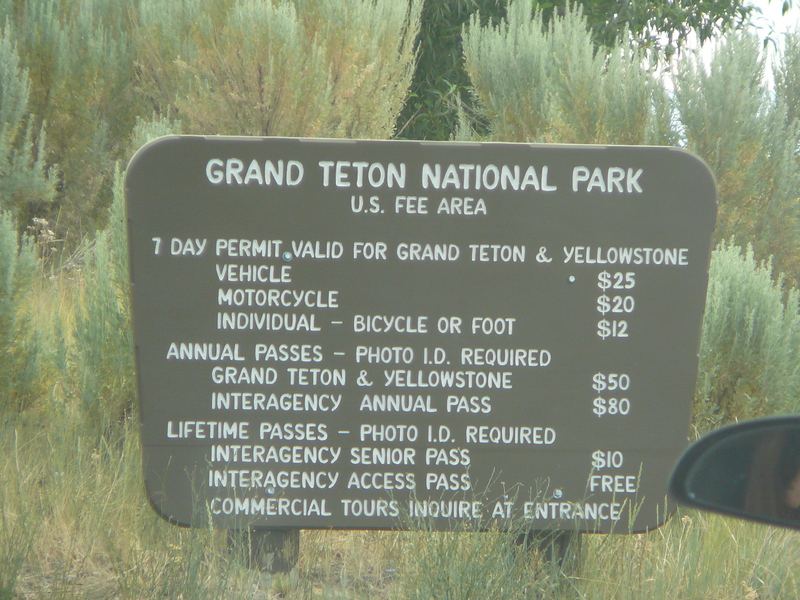 GRAND TETON NATIONAL PARK
U.S. FEE AREA
7 DAY PERMIT VALID FOR GRAND TETON & YELLOWSTONE
VEHICLE $25
MOTORCYCLE $20
INDIVIDUAL - BICYCLE OR FOOT $12
ANNUAL PASSES - PHOTO I.D. REQUIRED
GRAND TETON & YELLOWSTONE $50
INTERAGENCY ANNUAL PASS $80
LIFETIME PASSES - PHOTO I.D. REQUIRED
INTERAGENCY SENIOR PASS $10
INTERAGENCY ACCESS PASS FREE
COMMERCIAL TOURS INQUIRE AT ENTRANCE